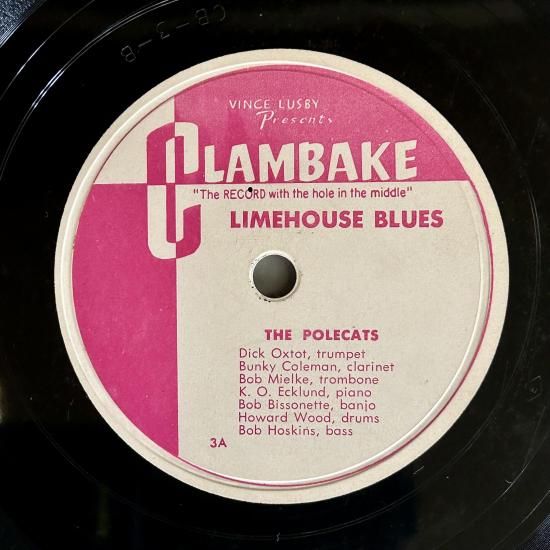 CB-3-B
VINCE LUSBY
Presents
CLAMBAKE
"The RECORD with the hole in the middle"
LIMEHOUSE BLUES
THE POLECATS
Dick Oxtot, trumpet
Bunky Coleman, clarinet
Bob Mielke, trombone
K. O. Ecklund, piano
Bob Bissonette, banjo
Howard Wood, drums
Bob Hoskins, bass
3A